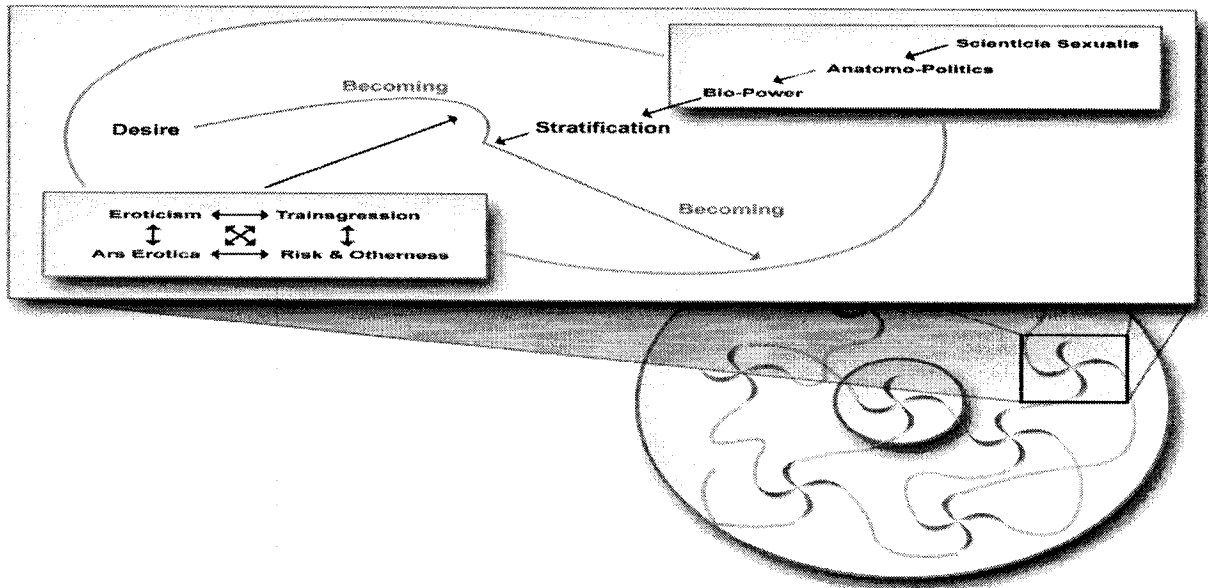 Scienticia Sexualis
Anatomo-Politics
Bio-Power
Becoming
Desire
Stratification
Becoming
Eroticism Trainsgression
Ars Erotica Risk & Otherness